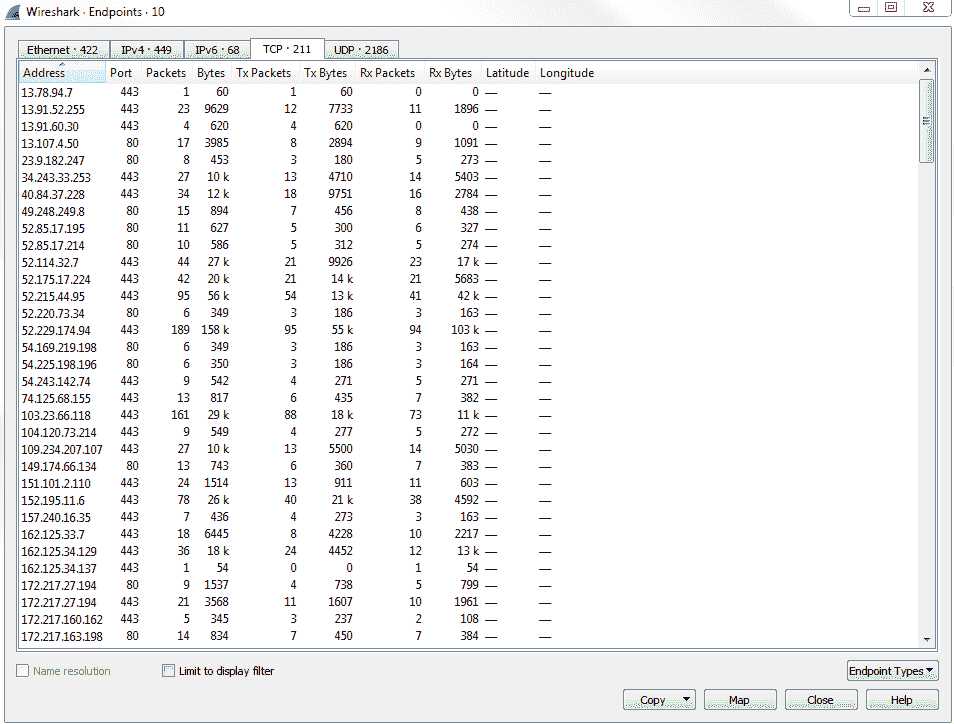 Wireshark · Endpoints · 10
Ethernet · 422 IPv4 · 449 IPv6 · 68 TCP · 211 UDP · 2186
Address Port Packets Bytes Tx Packets Tx Bytes Rx Packets Rx Bytes Latitude Longitude
13.78.94.7 443 1 60 1 60 0 0 — —
13.91.52.255 443 23 9629 12 7733 11 1896 — —
13.91.60.30 443 4 620 4 620 0 0 — —
13.107.4.50 80 17 3985 8 2894 9 1091 — —
23.9.182.247 80 8 453 3 180 5 273 — —
34.243.33.253 443 27 10 k 13 4710 14 5403 — —
40.84.37.228 443 34 12 k 18 9751 16 2784 — —
49.248.249.8 80 15 894 7 456 8 438 — —
52.85.17.195 80 11 627 5 300 6 327 — —
52.85.17.214 80 10 586 5 312 5 274 — —
52.114.32.7 443 44 27 k 21 9926 23 17 k — —
52.175.17.224 443 42 20 k 21 14 k 21 5683 — —
52.215.44.95 443 95 56 k 54 13 k 41 42 k — —
52.220.73.34 80 6 349 3 186 3 163 — —
52.229.174.94 443 189 158 k 95 55 k 94 103 k — —
54.169.219.198 80 6 349 3 186 3 163 — —
54.225.198.196 80 6 350 3 186 3 164 — —
54.243.142.74 443 9 542 4 271 5 271 — —
74.125.68.155 443 13 817 6 435 7 382 — —
103.23.66.118 443 161 29 k 88 18 k 73 11 k — —
104.120.73.214 443 9 549 4 277 5 272 — —
109.234.207.107 443 27 10 k 13 5500 14 5030 — —
149.174.66.134 80 13 743 6 360 7 383 — —
151.101.2.110 443 24 1514 13 911 11 603 — —
152.195.11.6 443 78 26 k 40 21 k 38 4592 — —
157.240.16.35 443 7 436 4 273 3 163 — —
162.125.33.7 443 18 6445 8 4228 10 2217 — —
162.125.34.129 443 36 18 k 24 4452 12 13 k — —
162.125.34.137 443 1 54 0 0 1 54 — —
172.217.27.194 80 9 1537 4 738 5 799 — —
172.217.27.194 443 21 3568 11 1607 10 1961 — —
172.217.160.162 443 5 345 3 237 2 108 — —
172.217.163.198 80 14 834 7 450 7 384 — —
Name resolution Limit to display filter Endpoint Types
Copy Map Close Help